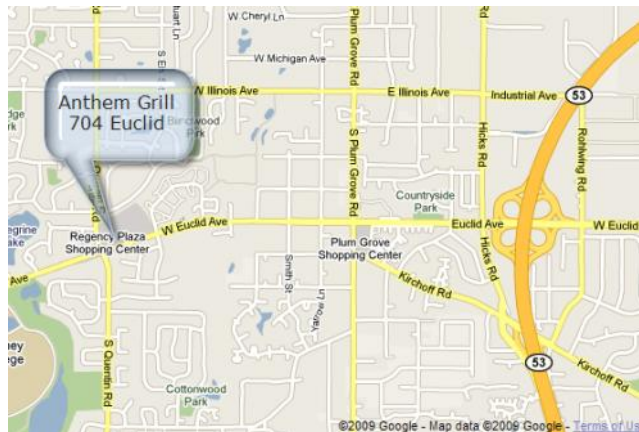 W Cheryl Ln
W Michigan Ave
Plum Grove Rd
Hicks Rd
W Illinois Ave
E Illinois Ave
Industrial Ave
53
Anthem Grill
704 Euclid
Park
S Plum Grove Rd
Rohlwing Rd
Countryside
Park
W Euclid Ave
Euclid Ave
W Euclid
Regency Plaza
Shopping Center
Plum Grove
Shopping Center
Hicks Rd
Ave
Smith St
Kirchoff Rd
S Quentin Rd
53
Kirchoff Rd
Cottonwood
Park
©2009 Google - Map data ©2009 Google - Terms of Us